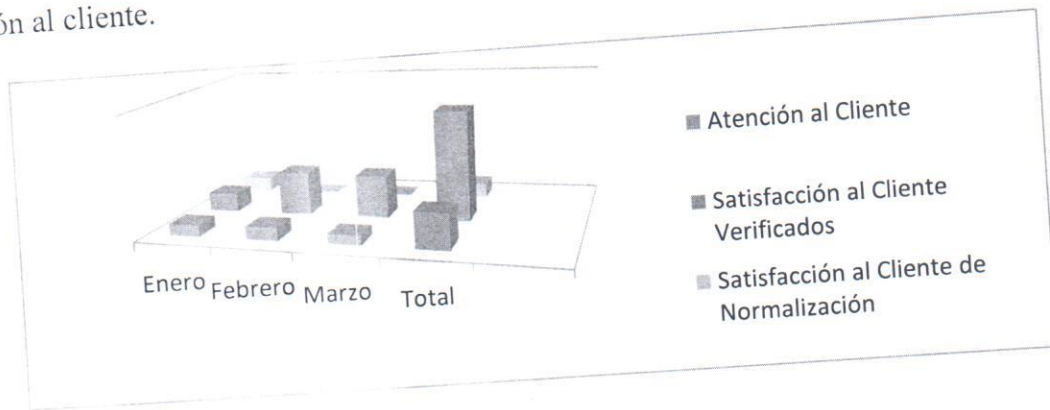 ón al cliente.
Atención al Cliente
Satisfacción al Cliente
Verificados
Satisfacción al Cliente de
Normalización
Enero Febrero Marzo Total